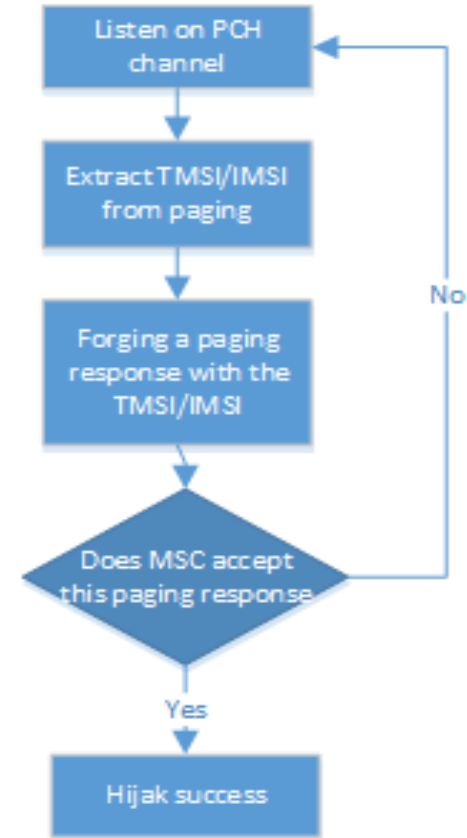 Listen on PCH
channel
Extract TMSI/IMSI
from paging
Forging a paging
response with the
TMSI/IMSI
No
Does MSC accept
this paging response
Yes
Hijak success